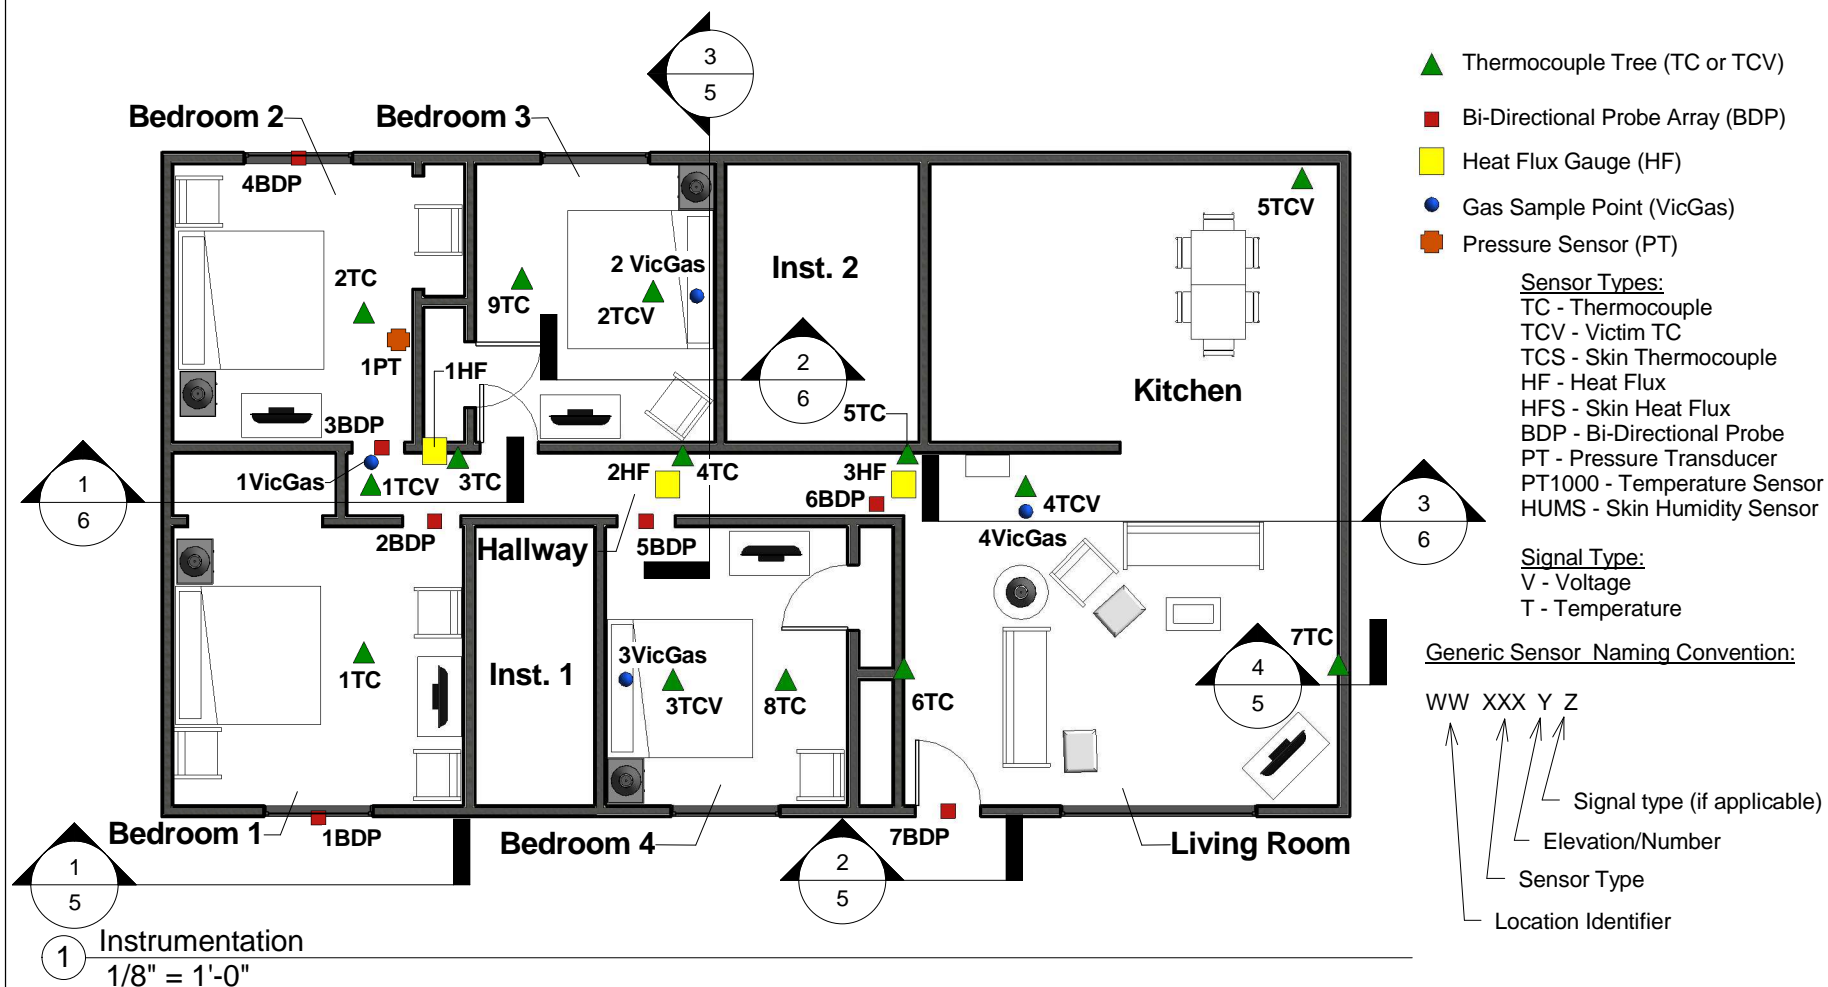 3
5
Thermocouple Tree (TC or TCV)
Bi-Directional Probe Array (BDP)
Heat Flux Gauge (HF)
Gas Sample Point (VicGas)
Pressure Sensor (PT)
Sensor Types:
TC - Thermocouple
TCV - Victim TC
TCS - Skin Thermocouple
HF - Heat Flux
HFS - Skin Heat Flux
BDP - Bi-Directional Probe
PT - Pressure Transducer
PT1000 - Temperature Sensor
HUMS - Skin Humidity Sensor
Signal Type:
V - Voltage
T - Temperature
Generic Sensor Naming Convention:
WW XXX Y Z
Signal type (if applicable)
Elevation/Number
Sensor Type
Location Identifier
Bedroom 2
Bedroom 3
4BDP
5TCV
2 VicGas
Inst. 2
2TC
9TC
2TCV
1PT
1HF
2
6
Kitchen
5TC
3BDP
1VicGas
1TCV
3TC
2HF
4TC
3HF
6BDP
4TCV
4VicGas
1
6
3
6
2BDP
Hallway
5BDP
1TC
Inst. 1
3VicGas
3TCV
8TC
6TC
7TC
4
5
Bedroom 1
1BDP
Bedroom 4
7BDP
Living Room
1
5
2
5
1
Instrumentation
1/8" = 1'-0"